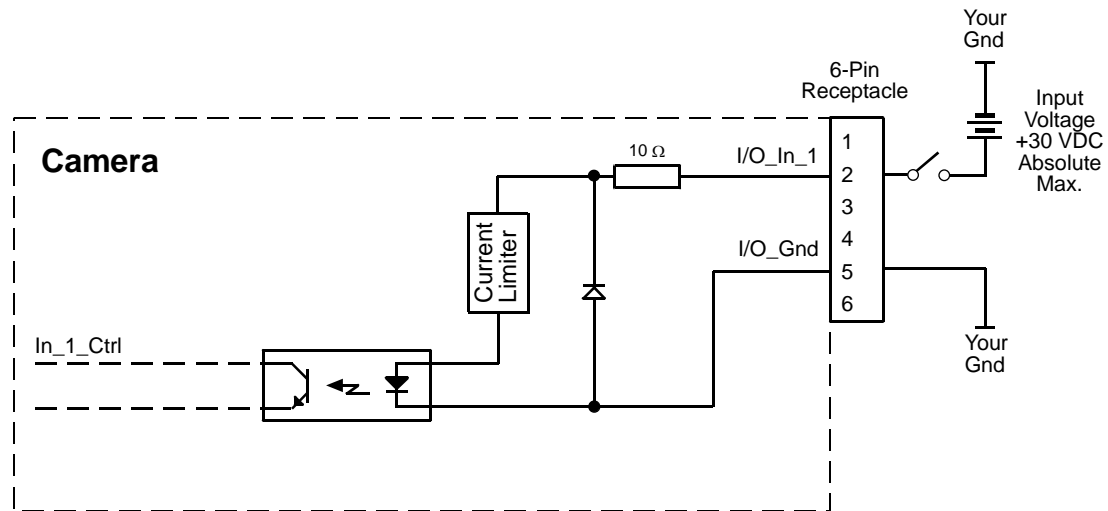 Your
Gnd
6-Pin
Receptacle
Input
Voltage
+30 VDC
Absolute
Max.
Camera
10 Ω
I/O_In_1
1
2
3
4
5
6
I/O_Gnd
Current
Limiter
In_1_Ctrl
Your
Gnd